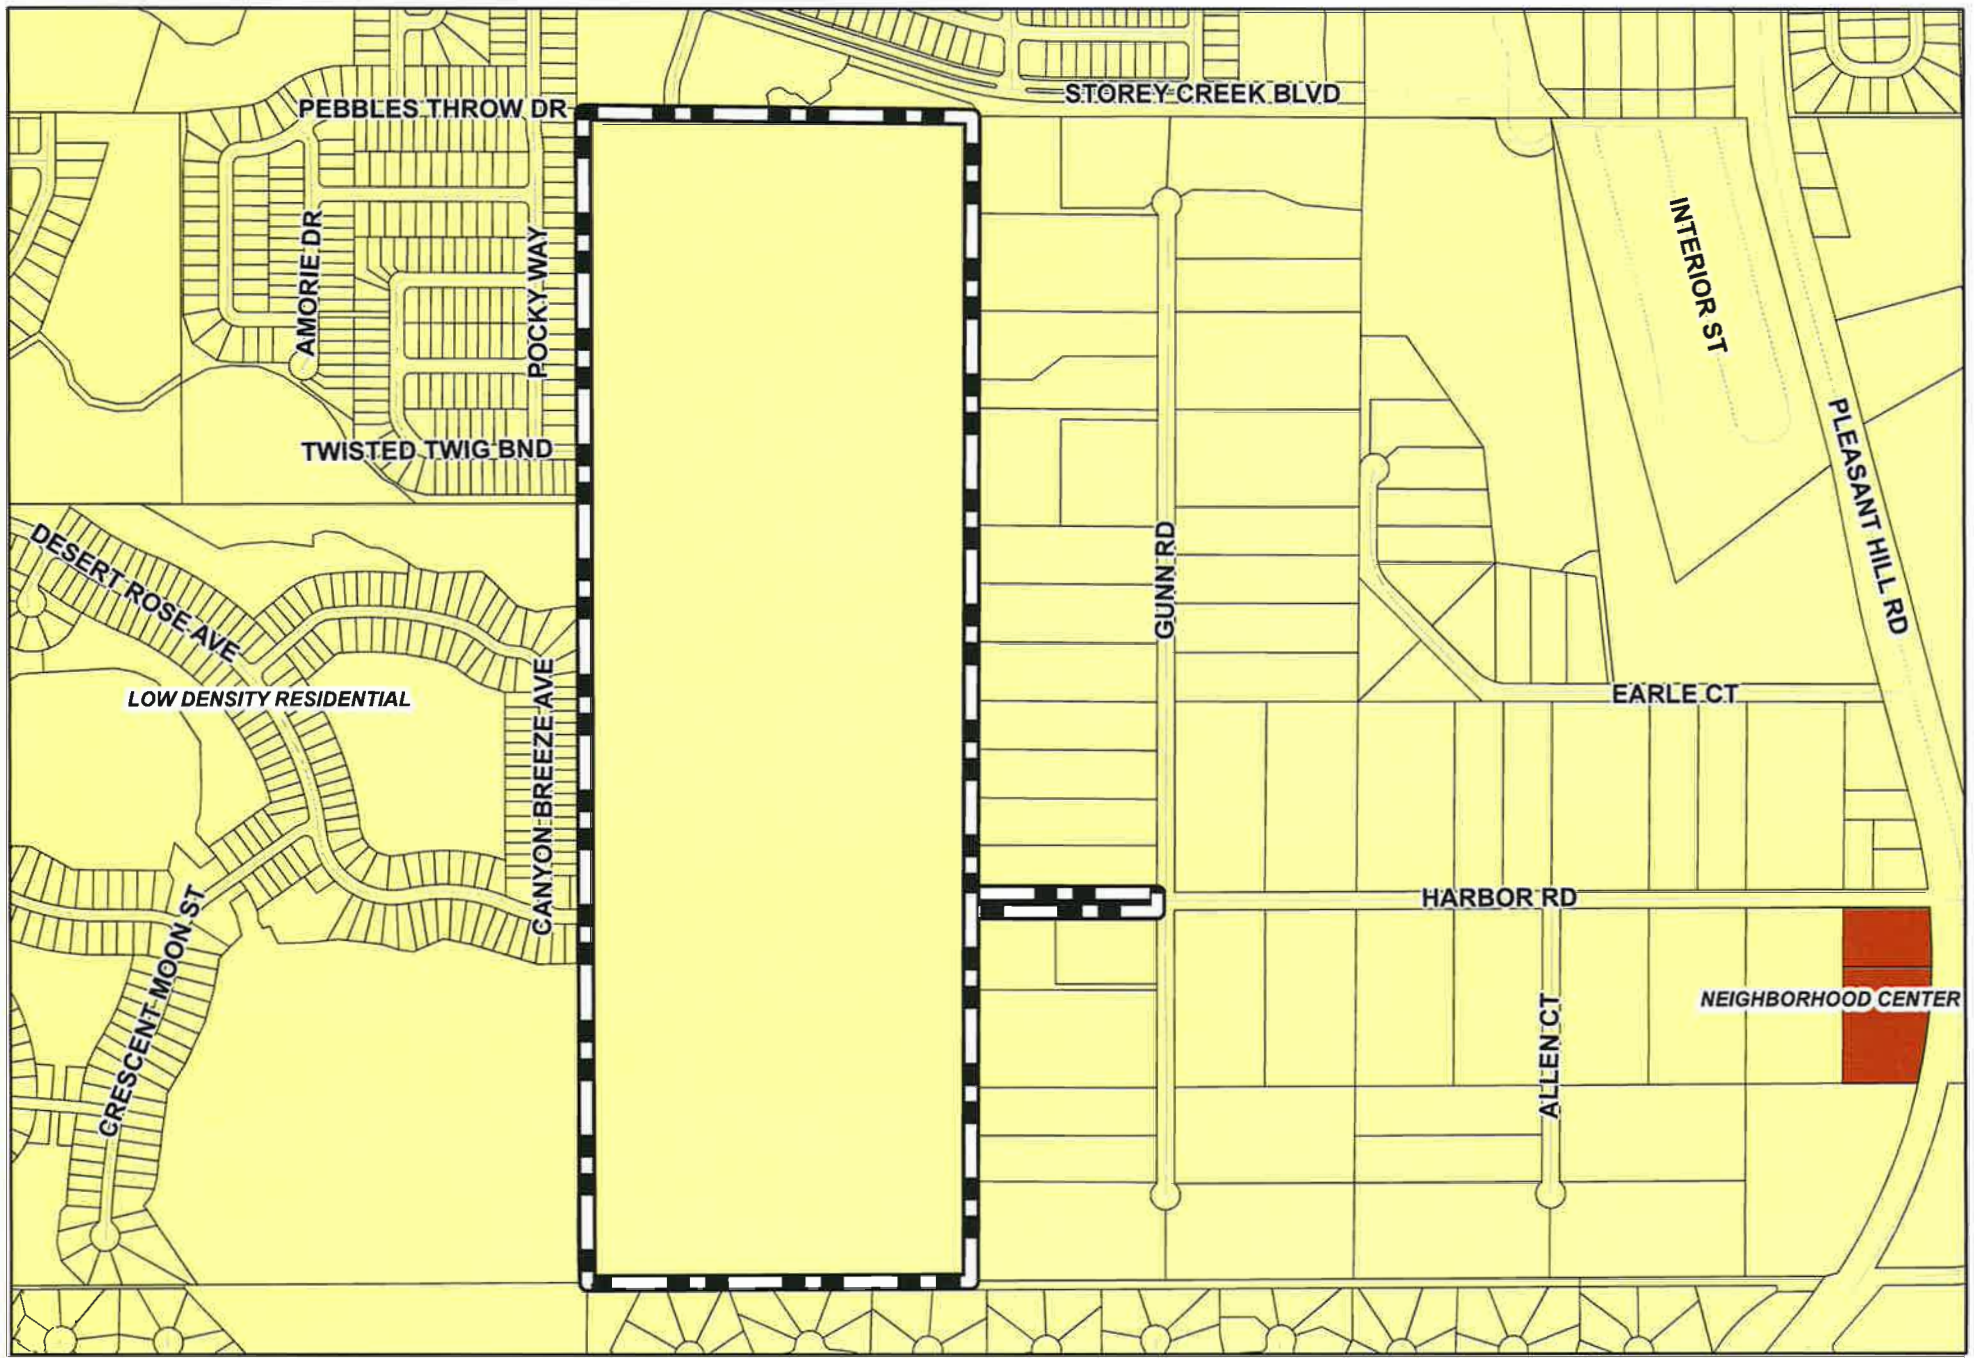 STOREY CREEK BLVD
PEBBLES THROW DR
AMORIE DR
POCKY WAY
INTERIOR ST
TWISTED TWIG BND
PLEASANT HILL RD
DESERT ROSE AVE
GUNN RD
LOW DENSITY RESIDENTIAL
CANYON BREEZE AVE
EARLE CT
HARBOR RD
CRESCENT MOON ST
NEIGHBORHOOD CENTER
ALLEN CT